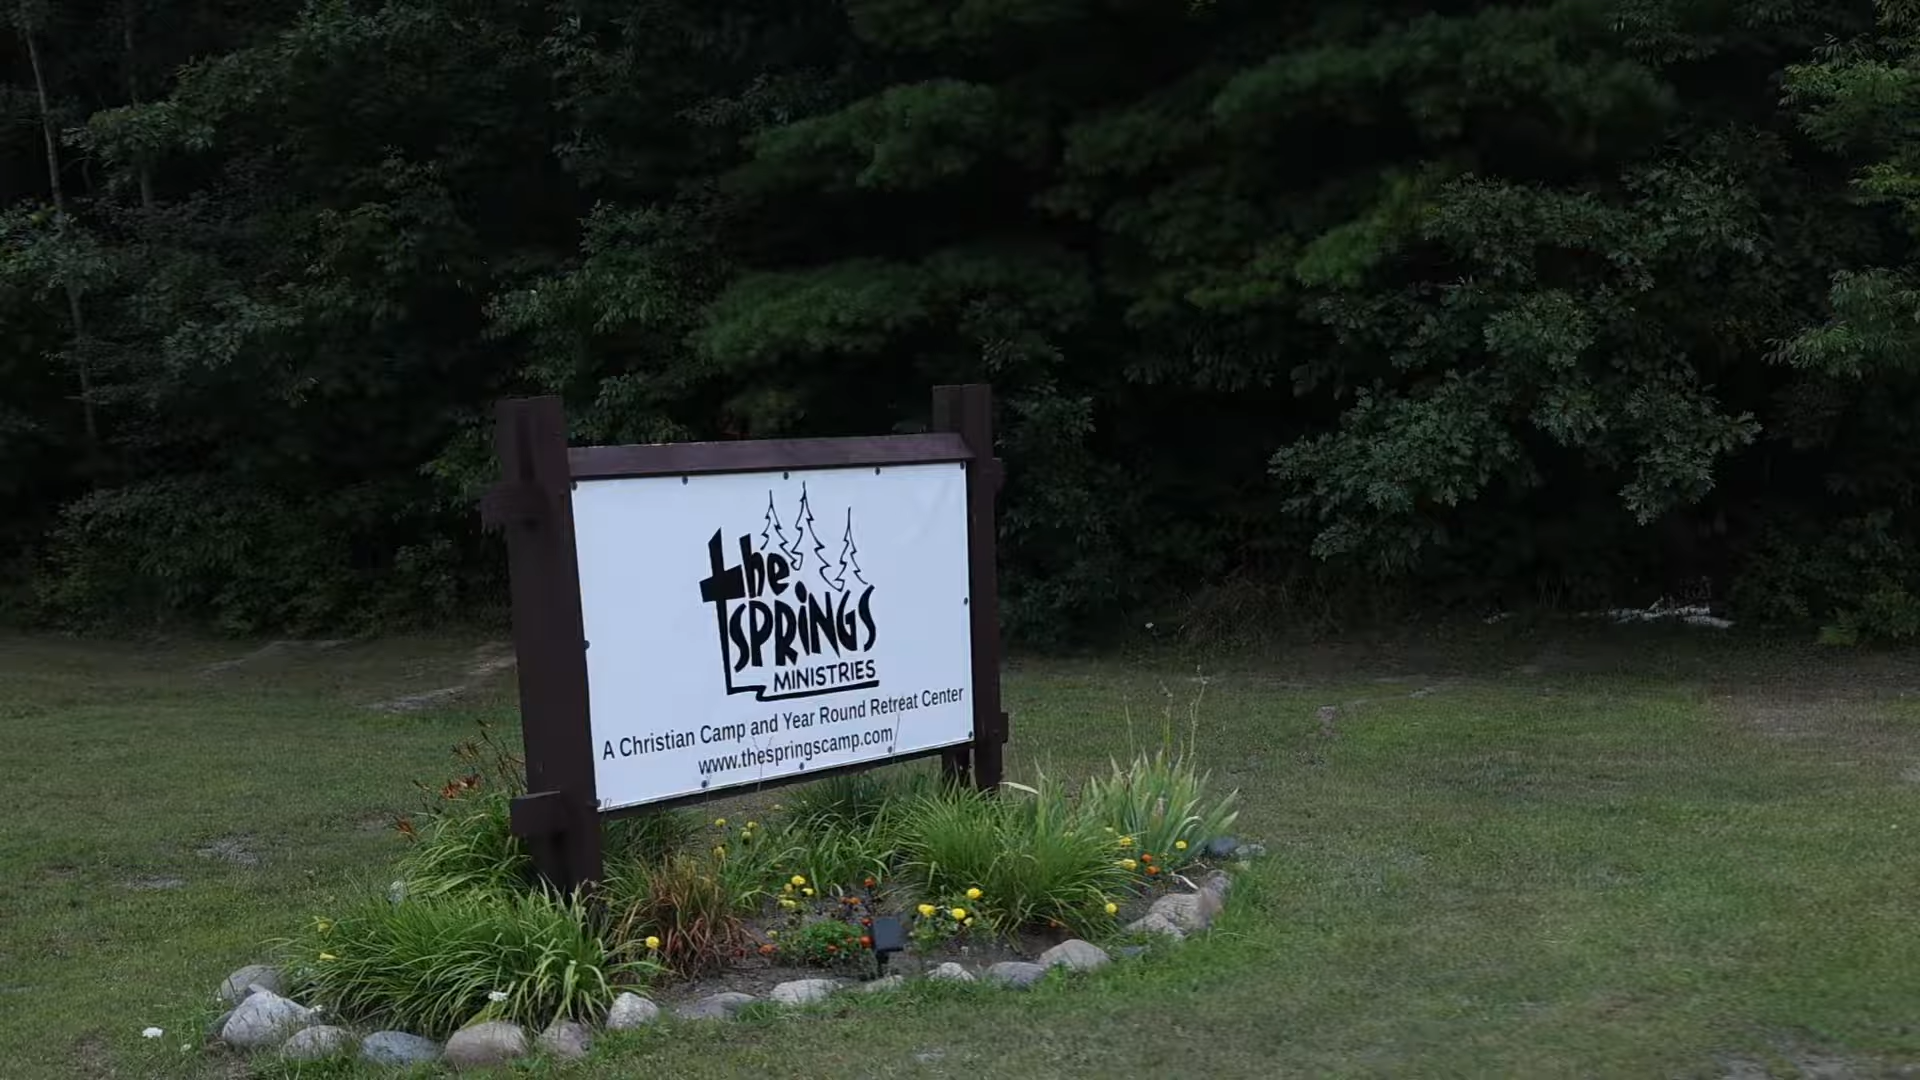 the
SPRiNGS
MINISTRIES
A Christian Camp and Year Round Retreat Center
www.thespringscamp.com